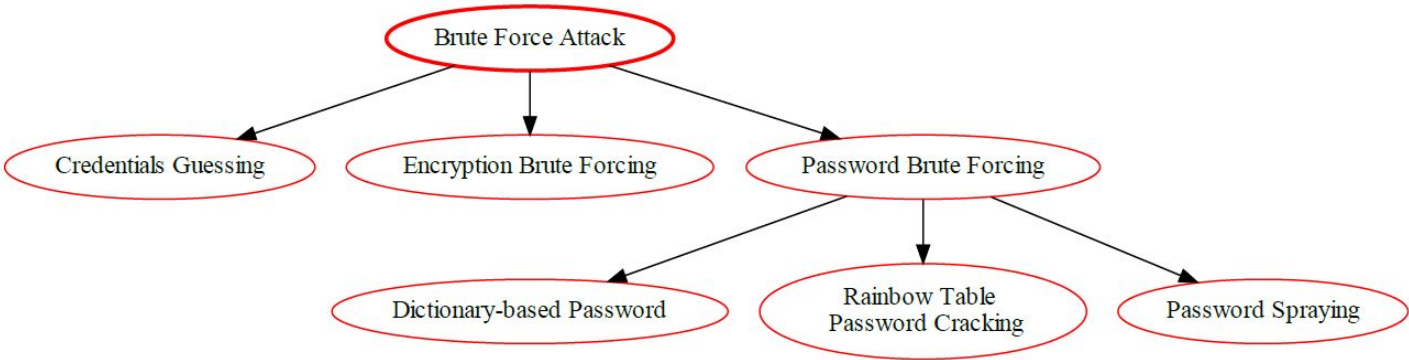 Brute Force Attack
Credentials Guessing
Encryption Brute Forcing
Password Brute Forcing
Dictionary-based Password
Rainbow Table
Password Cracking
Password Spraying